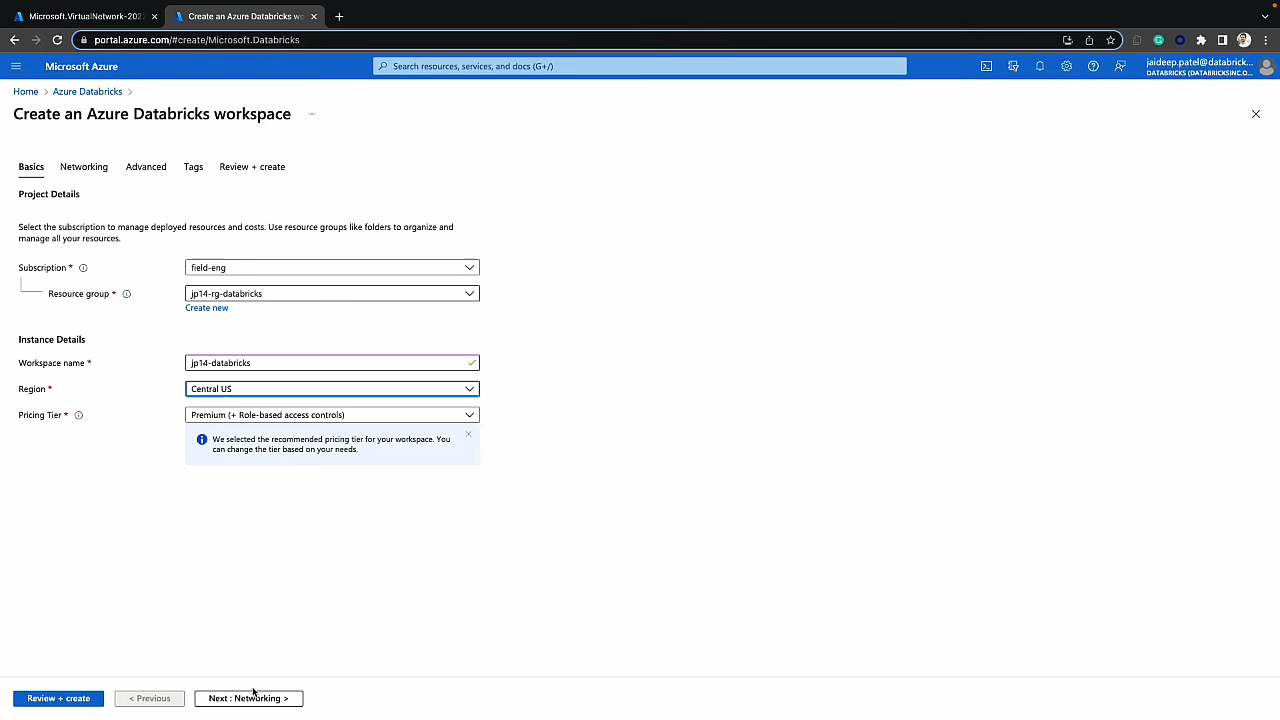 Microsoft.VirtualNetwork-202
Create an Azure Databricks wo
portal.azure.com/#create/Microsoft.Databricks
Microsoft Azure
Search resources, services, and docs (G+/)
jaideep.patel@databrick...
DATABRICKS (DATABRICKSINC.O...
Home > Azure Databricks >
Create an Azure Databricks workspace ...
Basics Networking Advanced Tags Review + create
Project Details
Select the subscription to manage deployed resources and costs. Use resource groups like folders to organize and
manage all your resources.
Subscription * field-eng
Resource group * jp14-rg-databricks
Create new
Instance Details
Workspace name * jp14-databricks
Region * Central US
Pricing Tier * Premium (+ Role-based access controls)
We selected the recommended pricing tier for your workspace. You
can change the tier based on your needs.
Review + create < Previous Next : Networking >